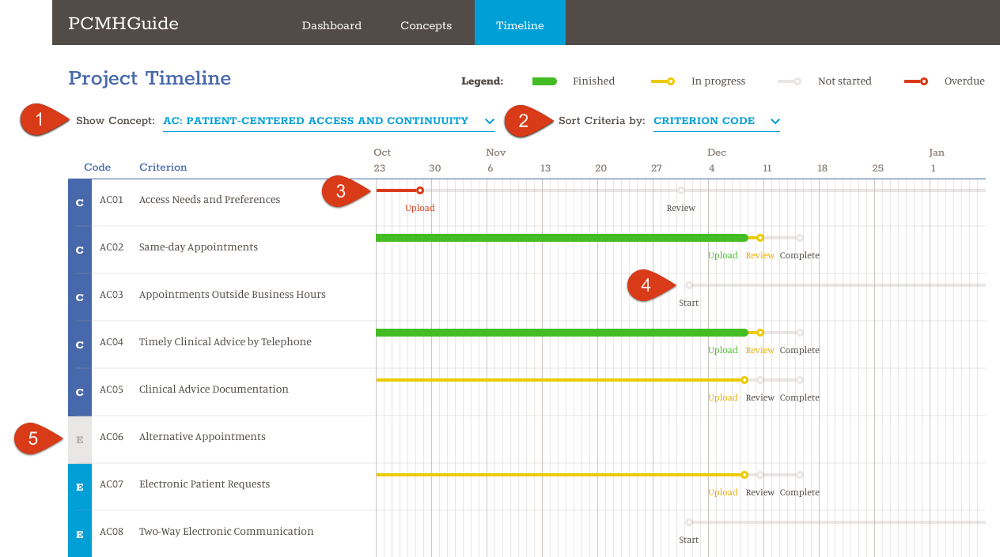 PCMHGuide Dashboard Concepts Timeline
Project Timeline
Legend: Finished In progress Not started Overdue
1 Show Concept: AC: PATIENT-CENTERED ACCESS AND CONTINUUITY 2 Sort Criteria by: CRITERION CODE
Oct Nov Dec Jan
Code Criterion 23 30 6 13 20 27 4 11 18 25 1
C AC01 Access Needs and Preferences 3
Upload Review
C AC02 Same-day Appointments
Upload Review Complete
C AC03 Appointments Outside Business Hours 4
Start
C AC04 Timely Clinical Advice by Telephone
Upload Review Complete
C AC05 Clinical Advice Documentation
Upload Review Complete
5 E AC06 Alternative Appointments
E AC07 Electronic Patient Requests
Upload Review Complete
E AC08 Two-Way Electronic Communication
Start